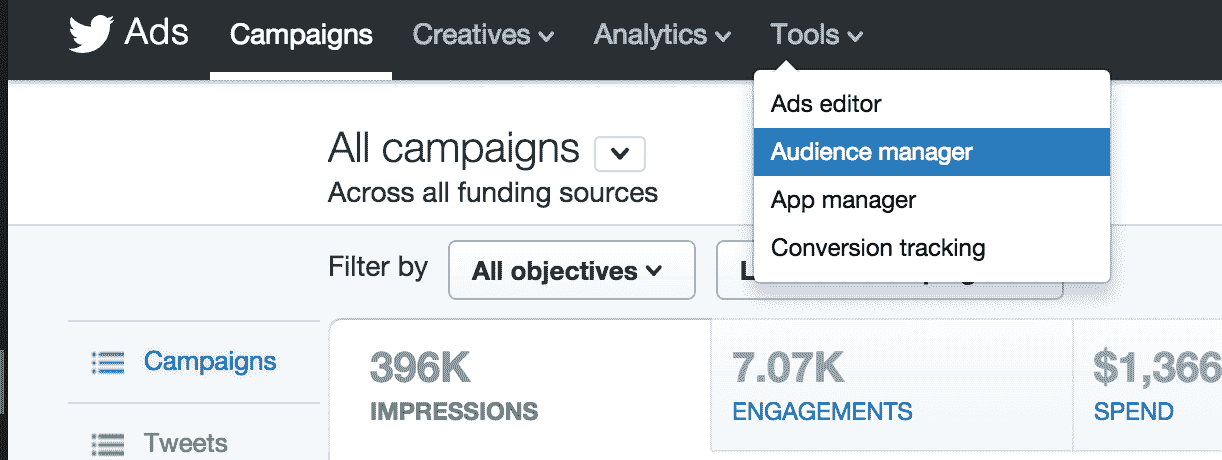 Ads Campaigns Creatives Analytics Tools
Ads editor
Audience manager
App manager
Conversion tracking
All campaigns
Across all funding sources
Filter by All objectives
Campaigns
Tweets
396K
IMPRESSIONS
7.07K
ENGAGEMENTS
$1,366
SPEND